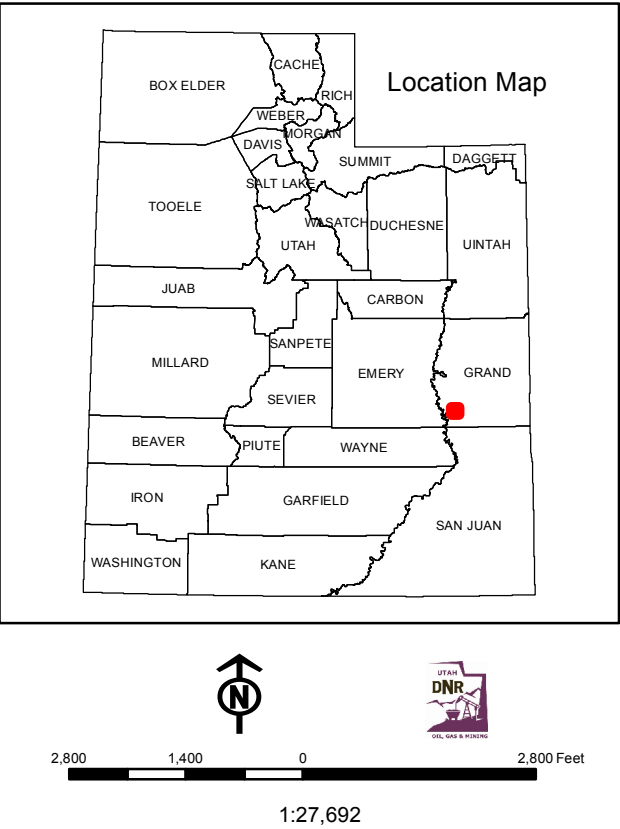 Location Map
CACHE
BOX ELDER
RICH
WEBER
MORGAN
DAVIS
SUMMIT
DAGGETT
SALT LAKE
TOOELE
WASATCH
DUCHESNE
UINTAH
UTAH
JUAB
CARBON
SANPETE
MILLARD
EMERY
GRAND
SEVIER
BEAVER
PIUTE
WAYNE
IRON
GARFIELD
SAN JUAN
WASHINGTON
KANE
N
UTAH
DNR
OIL, GAS & MINING
2,800 1,400 0 2,800 Feet
1:27,692